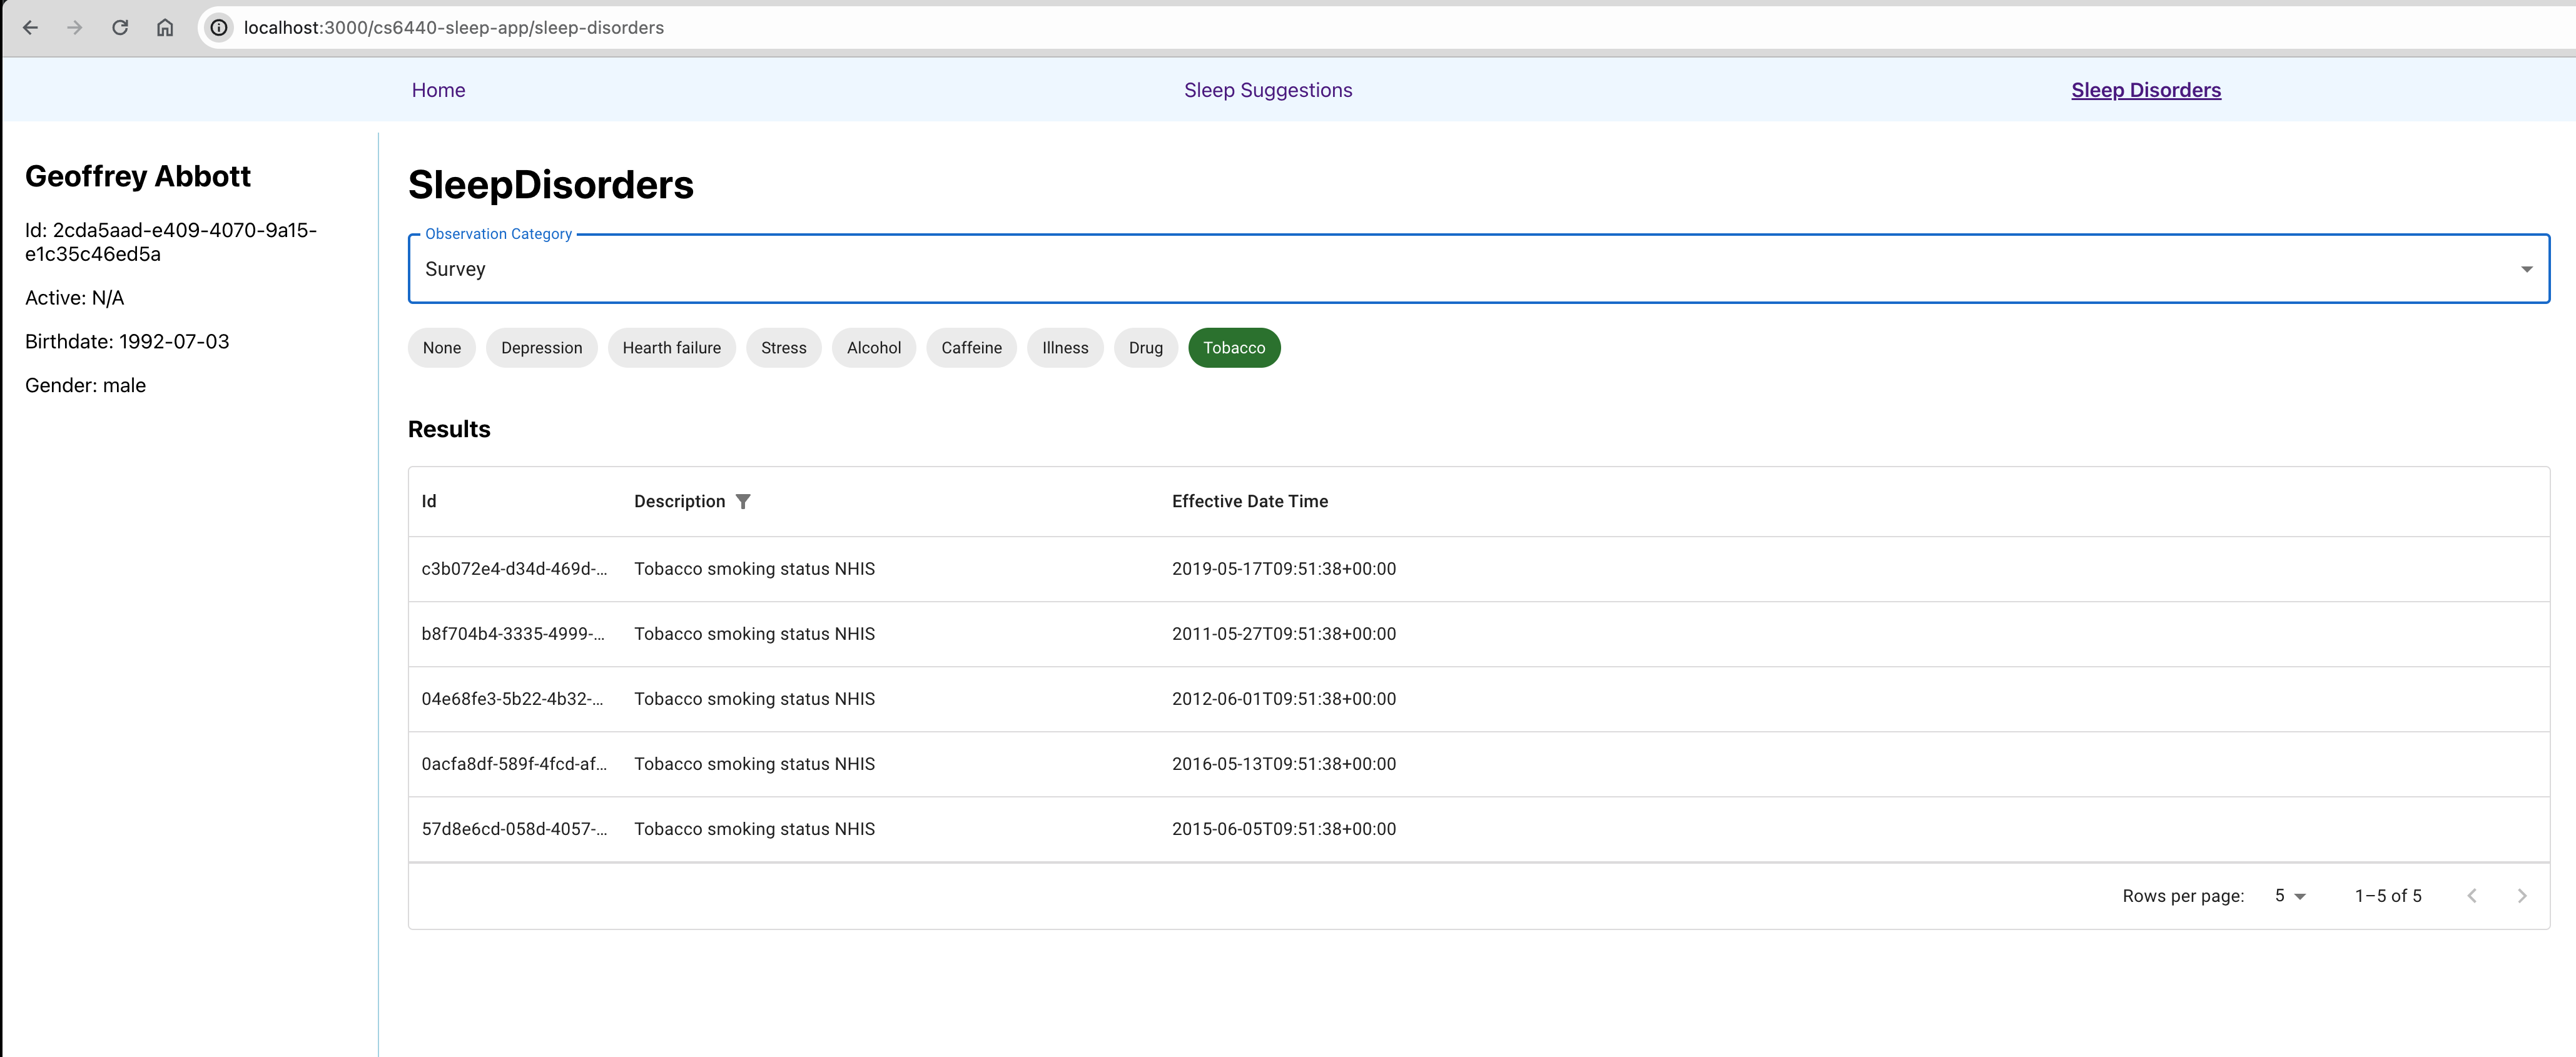 localhost:3000/cs6440-sleep-app/sleep-disorders
Home Sleep Suggestions Sleep Disorders
Geoffrey Abbott
Id: 2cda5aad-e409-4070-9a15-
e1c35c46ed5a
Active: N/A
Birthdate: 1992-07-03
Gender: male
SleepDisorders
Observation Category
Survey
None Depression Hearth failure Stress Alcohol Caffeine Illness Drug Tobacco
Results
Id Description Effective Date Time
c3b072e4-d34d-469d-... Tobacco smoking status NHIS 2019-05-17T09:51:38+00:00
b8f704b4-3335-4999-... Tobacco smoking status NHIS 2011-05-27T09:51:38+00:00
04e68fe3-5b22-4b32-... Tobacco smoking status NHIS 2012-06-01T09:51:38+00:00
0acfa8df-589f-4fcd-af... Tobacco smoking status NHIS 2016-05-13T09:51:38+00:00
57d8e6cd-058d-4057-... Tobacco smoking status NHIS 2015-06-05T09:51:38+00:00
Rows per page: 5 1–5 of 5